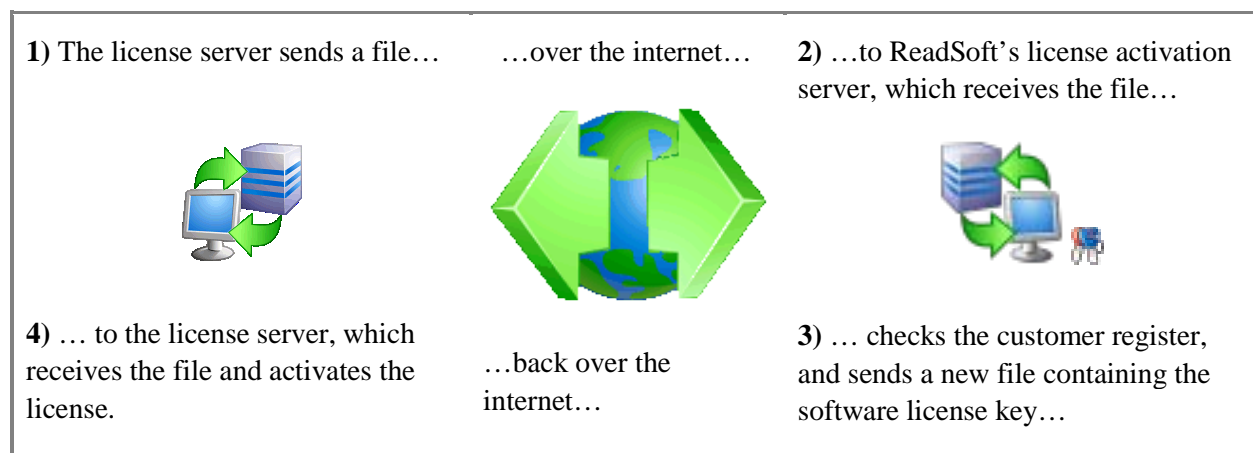 1) The license server sends a file…
…over the internet…
2) …to ReadSoft’s license activation
server, which receives the file…
4) … to the license server, which
receives the file and activates the
license.
…back over the
internet…
3) … checks the customer register,
and sends a new file containing the
software license key…